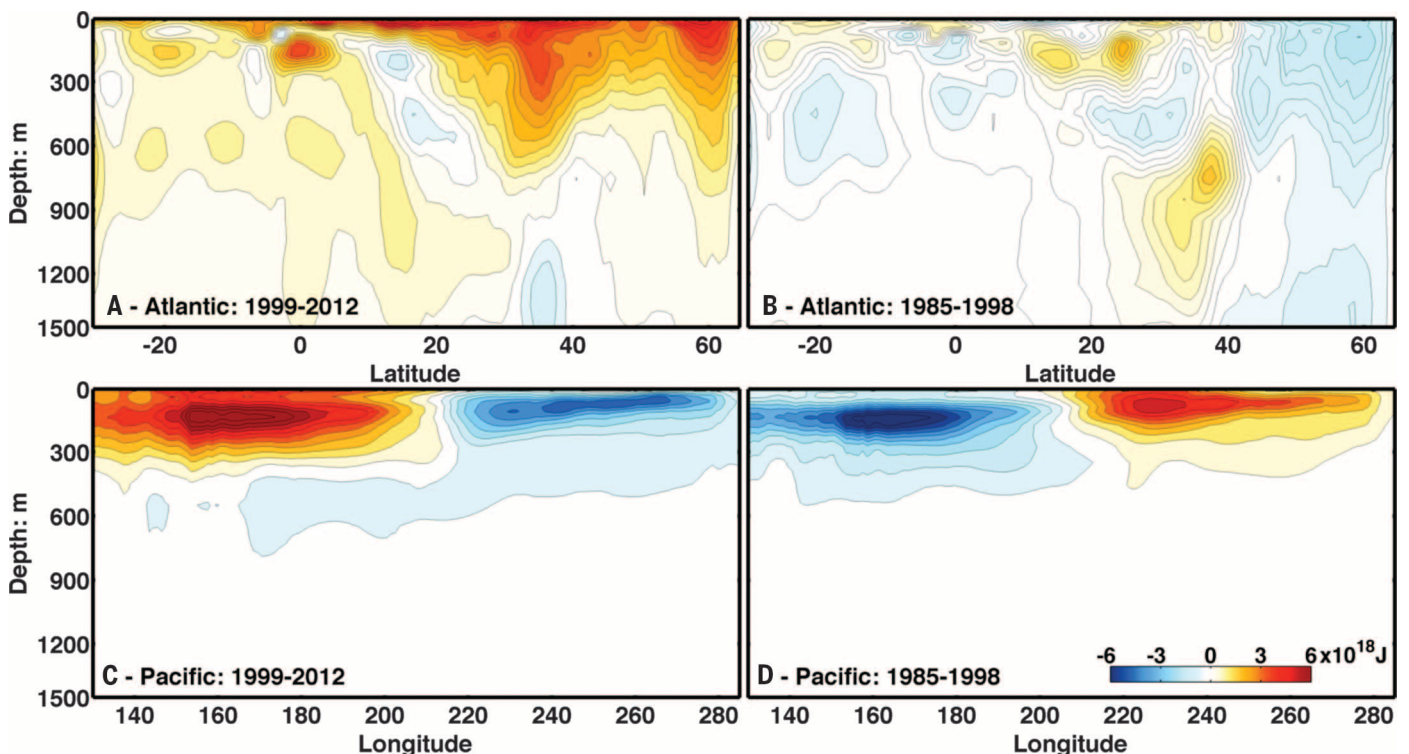 0
300
600
900
1200
1500
Depth: m
A - Atlantic: 1999-2012
-20 0 20 40 60
Latitude
B - Atlantic: 1985-1998
-20 0 20 40 60
Latitude
0
300
600
900
1200
1500
Depth: m
C - Pacific: 1999-2012
140 160 180 200 220 240 260 280
Longitude
-6 -3 0 3 6x10¹⁸J
D - Pacific: 1985-1998
140 160 180 200 220 240 260 280
Longitude